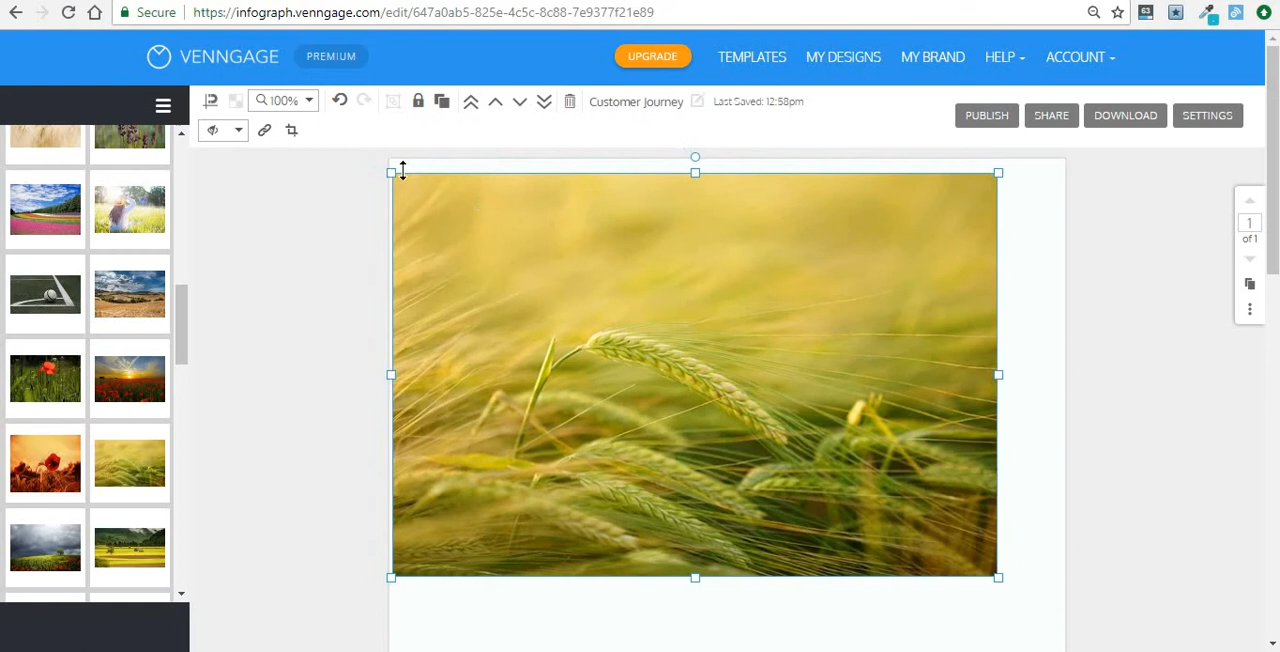 Secure https://infograph.venngage.com/edit/647a0ab5-825e-4c5c-8c88-7e9377f21e89
63
VENNGAGE PREMIUM UPGRADE TEMPLATES MY DESIGNS MY BRAND HELP ACCOUNT
100% Customer Journey Last Saved: 12:58pm
PUBLISH SHARE DOWNLOAD SETTINGS
1
of 1